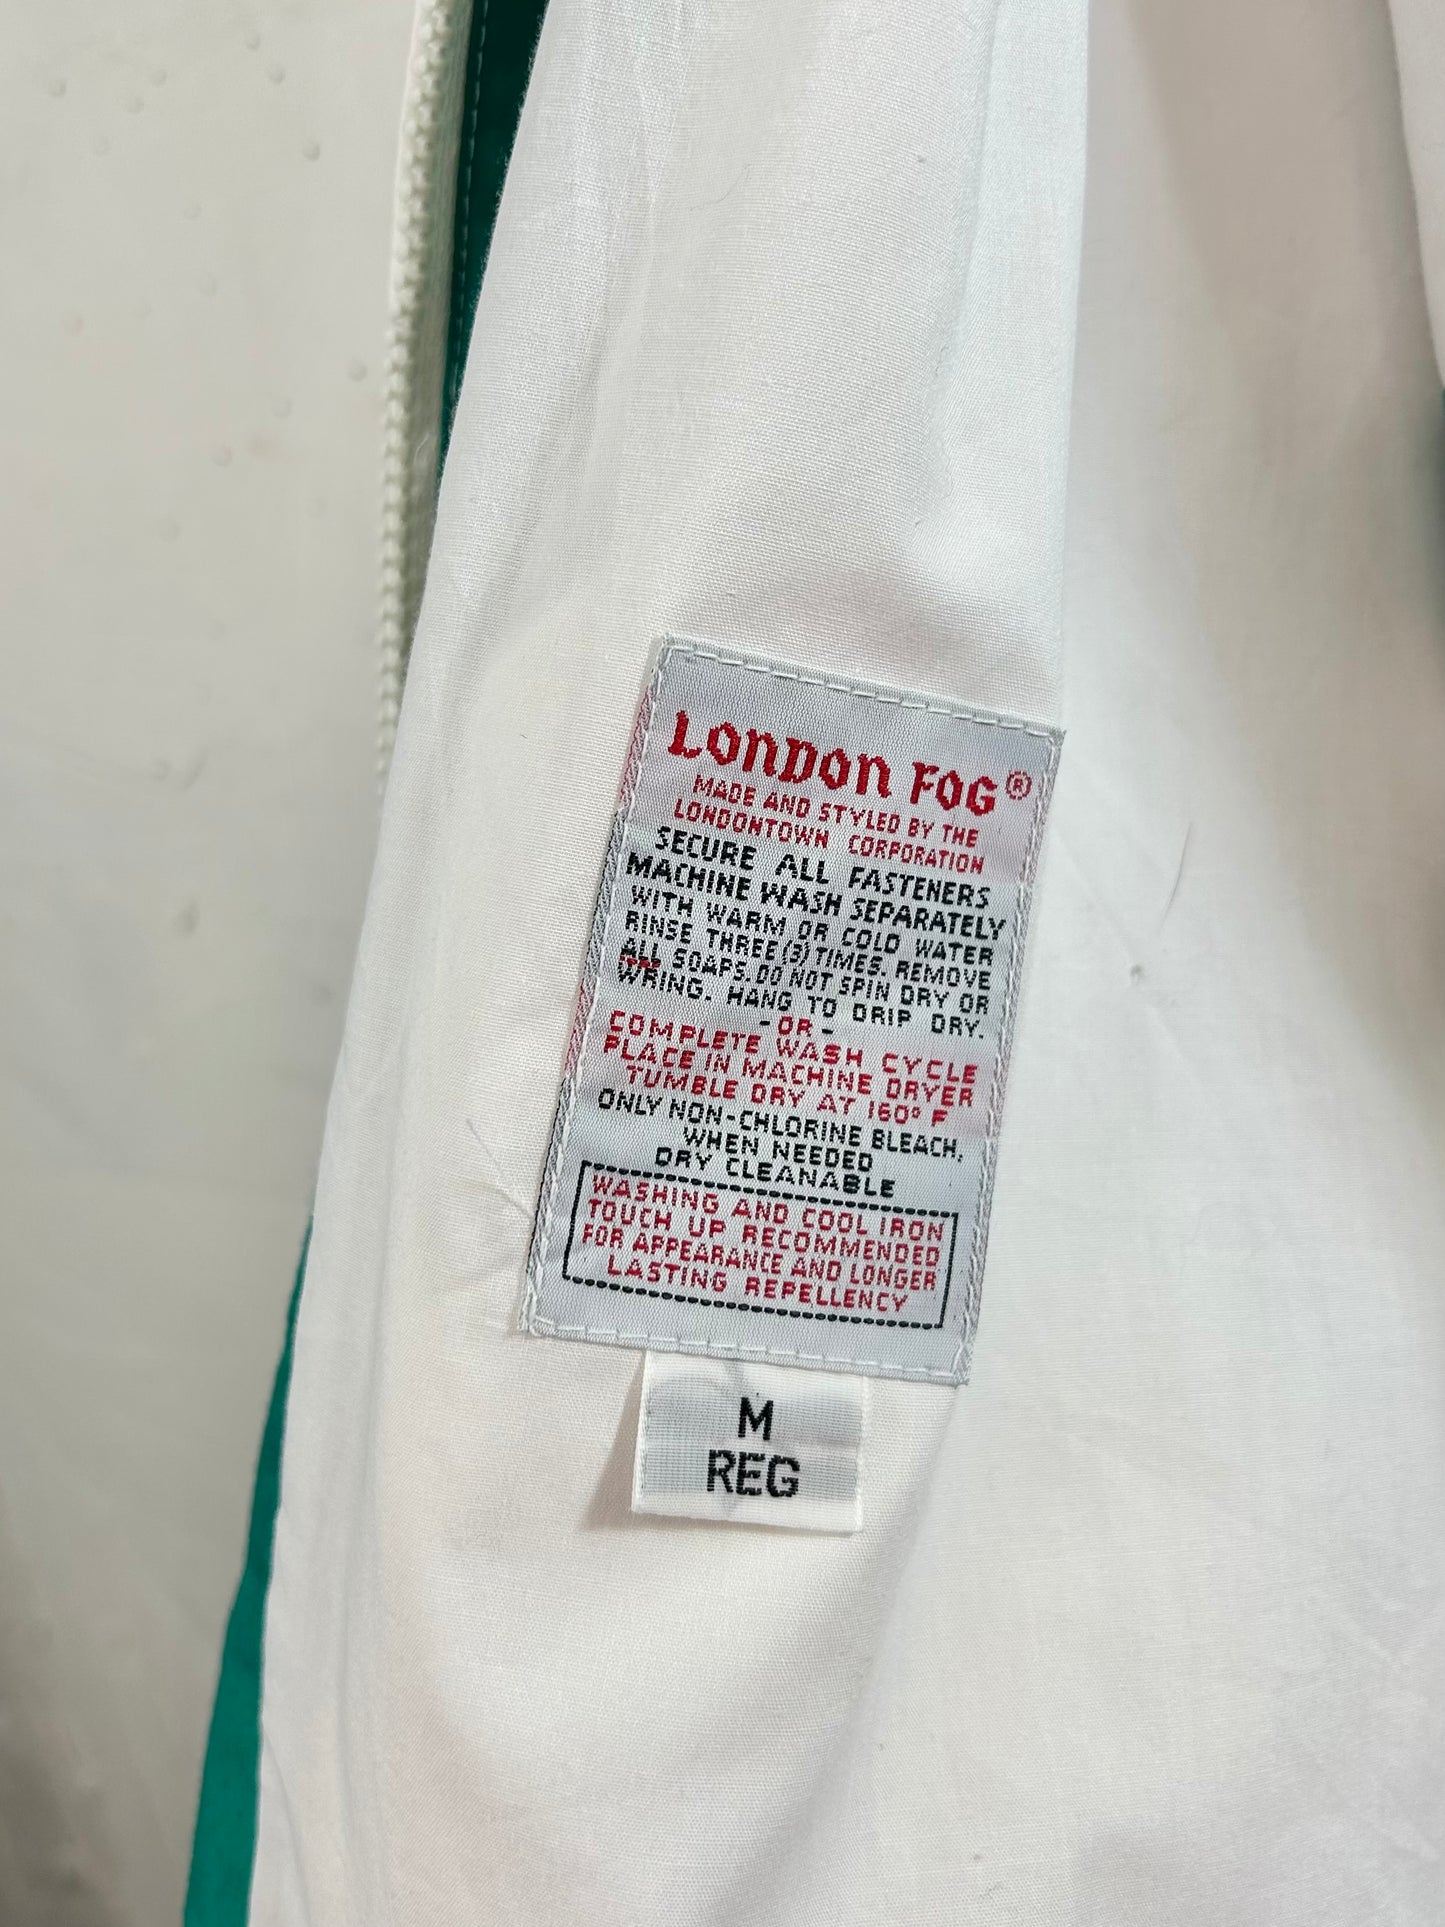 LONDON FOG®
MADE AND STYLED BY THE
LONDONTOWN CORPORATION
SECURE ALL FASTENERS
MACHINE WASH SEPARATELY
WITH WARM OR COLD WATER
RINSE THREE (3) TIMES. REMOVE
ALL SOAPS. DO NOT SPIN DRY OR
WRING. HANG TO DRIP DRY.
-OR-
COMPLETE WASH CYCLE
PLACE IN MACHINE DRYER
TUMBLE DRY AT 160° F
ONLY NON-CHLORINE BLEACH,
WHEN NEEDED
DRY CLEANABLE
WASHING AND COOL IRON
TOUCH UP RECOMMENDED
FOR APPEARANCE AND LONGER
LASTING REPELLENCY
M
REG